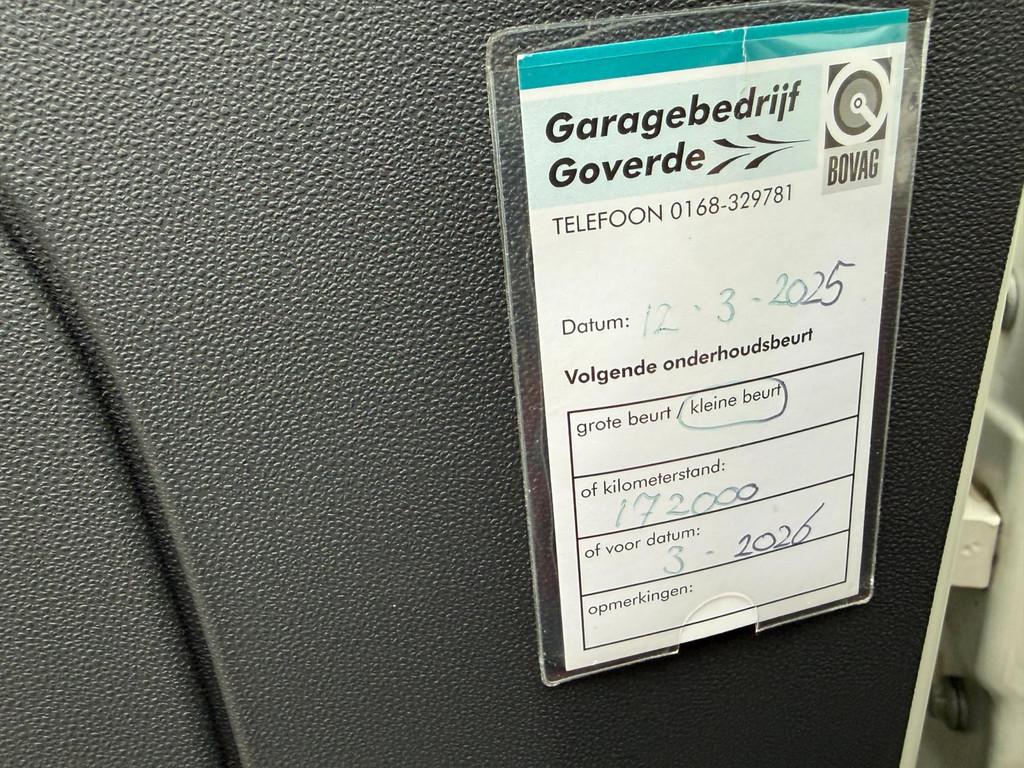 Garagebedrijf
Goverde
BOVAG
TELEFOON 0168-329781
Datum: 12-3-2025
Volgende onderhoudsbeurt
grote beurt / kleine beurt
of kilometerstand:
172000
of voor datum:
3 - 2026
opmerkingen: